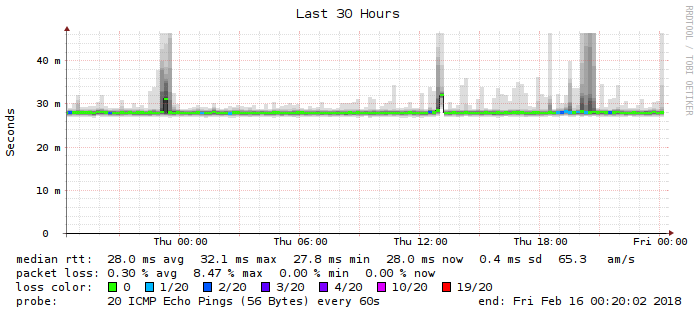 Last 30 Hours
RRDTOOL / TOBI OETIKER
Seconds
40 m
30 m
20 m
10 m
0
Thu 00:00 Thu 06:00 Thu 12:00 Thu 18:00 Fri 00:00
median rtt: 28.0 ms avg 32.1 ms max 27.8 ms min 28.0 ms now 0.4 ms sd 65.3 am/s
packet loss: 0.30 % avg 8.47 % max 0.00 % min 0.00 % now
loss color: 0 1/20 2/20 3/20 4/20 10/20 19/20
probe: 20 ICMP Echo Pings (56 Bytes) every 60s end: Fri Feb 16 00:20:02 2018